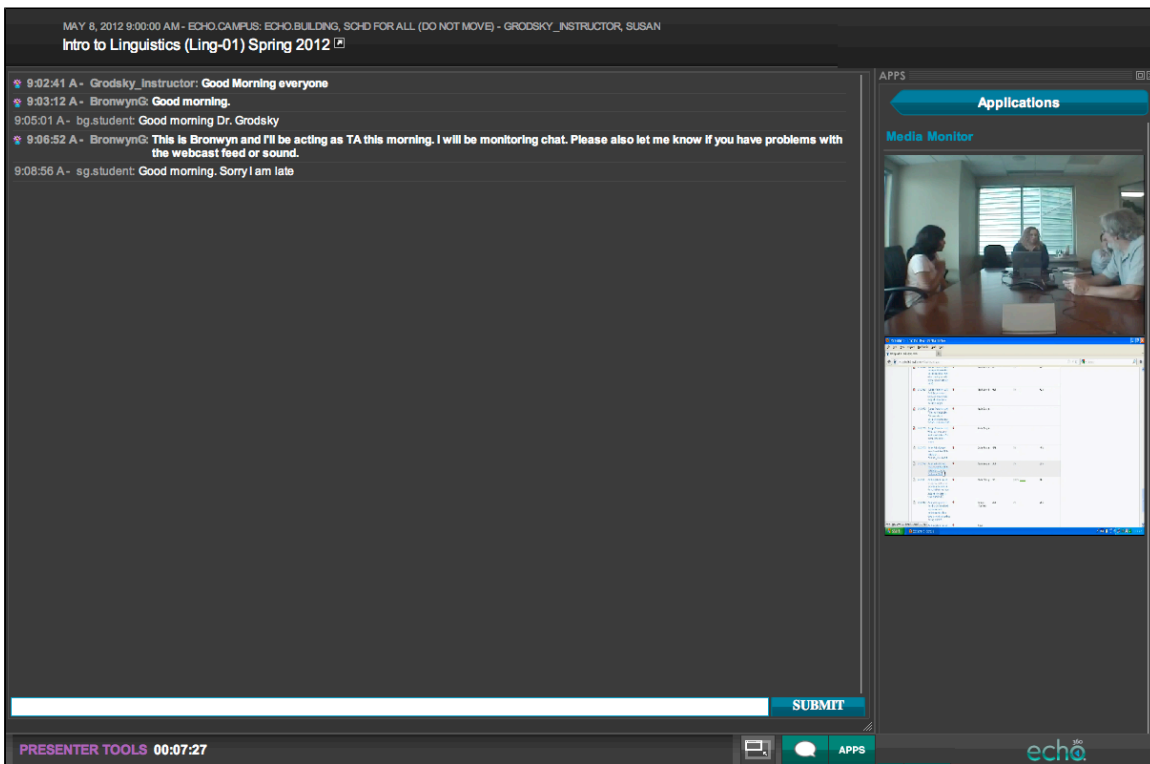 MAY 8, 2012 9:00:00 AM - ECHO.CAMPUS: ECHO.BUILDING, SCHD FOR ALL (DO NOT MOVE) - GRODSKY_INSTRUCTOR, SUSAN
Intro to Linguistics (Ling-01) Spring 2012
9:02:41 A - Grodsky_Instructor: Good Morning everyone
9:03:12 A - BronwynG: Good morning.
9:05:01 A - bg.student: Good morning Dr. Grodsky
9:06:52 A - BronwynG: This is Bronwyn and I'll be acting as TA this morning. I will be monitoring chat. Please also let me know if you have problems with
the webcast feed or sound.
9:08:56 A - sg.student: Good morning. Sorry I am late
SUBMIT
APPS
Applications
Media Monitor
PRESENTER TOOLS 00:07:27
APPS
echo360